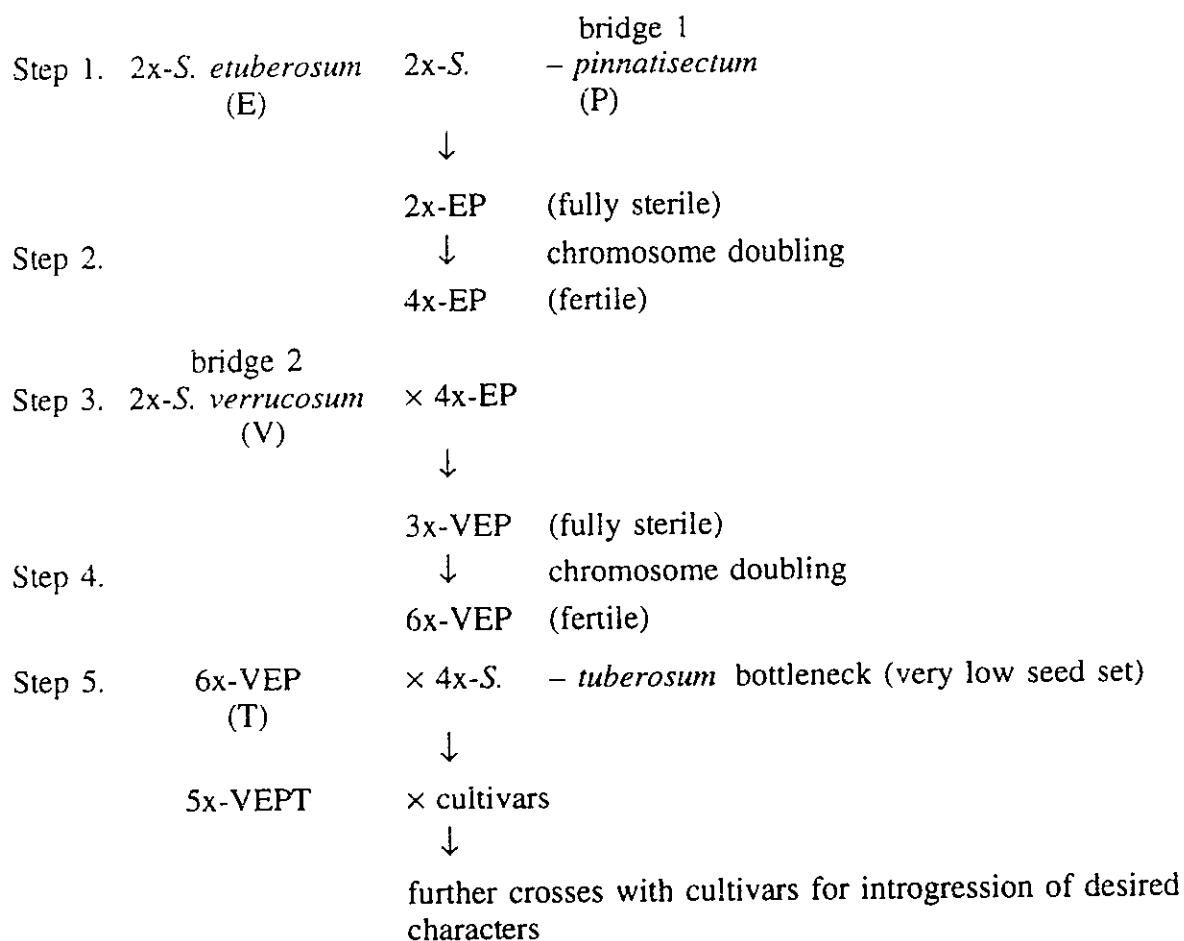 bridge 1
Step 1. 2x-S. etuberosum 2x-S. – pinnatisectum
(E) (P)
↓
2x-EP (fully sterile)
Step 2. ↓ chromosome doubling
4x-EP (fertile)
bridge 2
Step 3. 2x-S. verrucosum × 4x-EP
(V)
↓
3x-VEP (fully sterile)
Step 4. ↓ chromosome doubling
6x-VEP (fertile)
Step 5. 6x-VEP × 4x-S. – tuberosum bottleneck (very low seed set)
(T)
↓
5x-VEPT × cultivars
↓
further crosses with cultivars for introgression of desired
characters